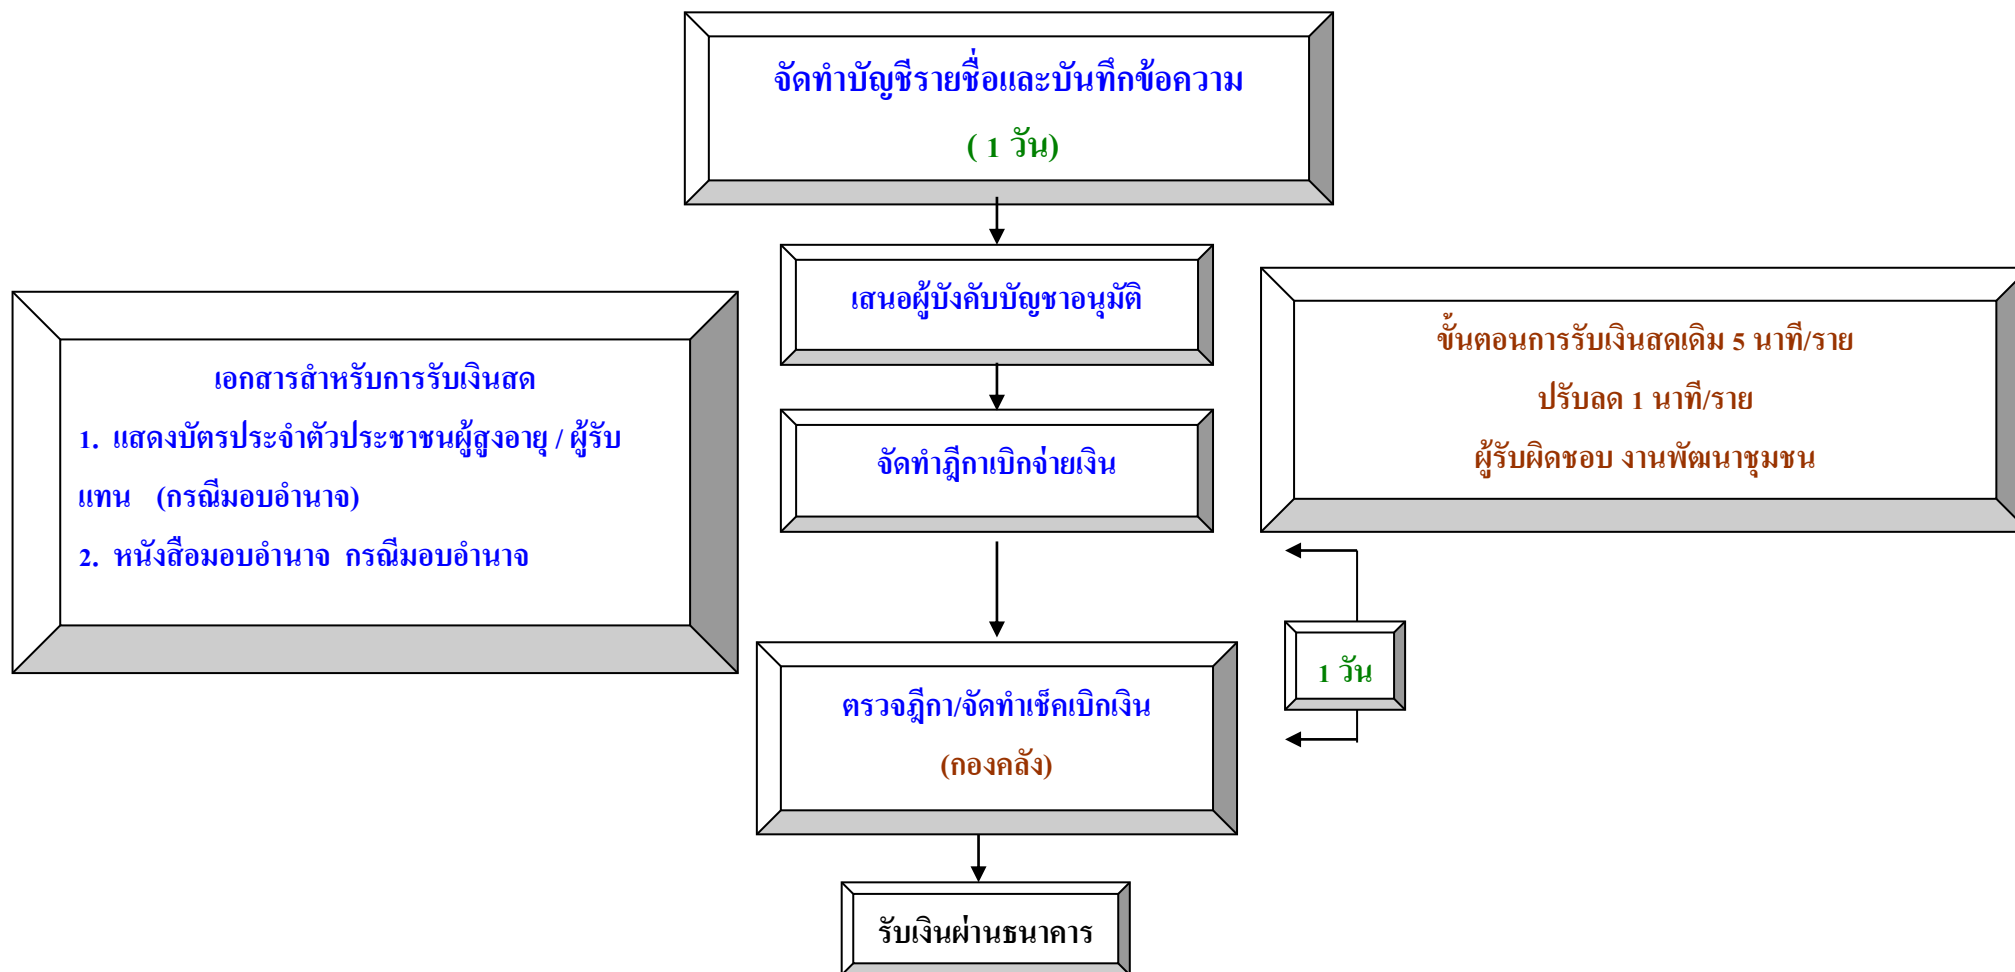 จัดทำบัญชีรายชื่อและบันทึกข้อความ
( 1 วัน)
เสนอผู้บังคับบัญชาอนุมัติ
เอกสารสำหรับการรับเงินสด
1. แสดงบัตรประจำตัวประชาชนผู้สูงอายุ / ผู้รับ
แทน (กรณีมอบอำนาจ)
2. หนังสือมอบอำนาจ กรณีมอบอำนาจ
จัดทำฎีกาเบิกจ่ายเงิน
ขั้นตอนการรับเงินสดเดิม 5 นาที/ราย
ปรับลด 1 นาที/ราย
ผู้รับผิดชอบ งานพัฒนาชุมชน
1 วัน
ตรวจฎีกา/จัดทำเช็คเบิกเงิน
(กองคลัง)
รับเงินผ่านธนาคาร